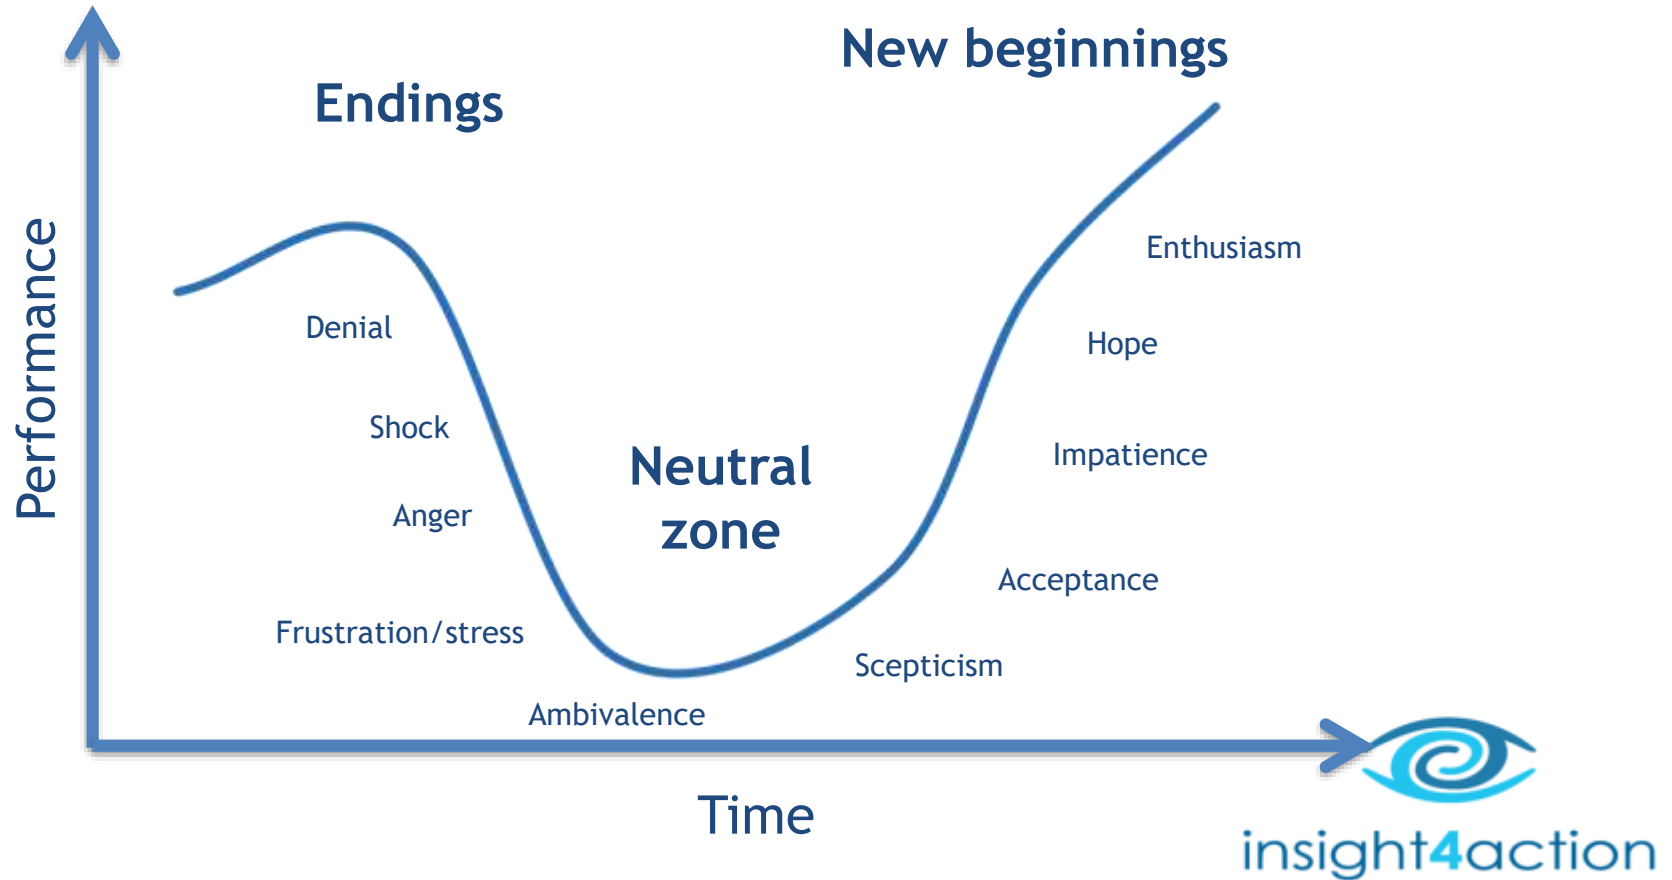 New beginnings
Endings
Performance
Enthusiasm
Denial
Hope
Shock
Impatience
Neutral
zone
Anger
Acceptance
Frustration/stress
Scepticism
Ambivalence
Time
insight4action